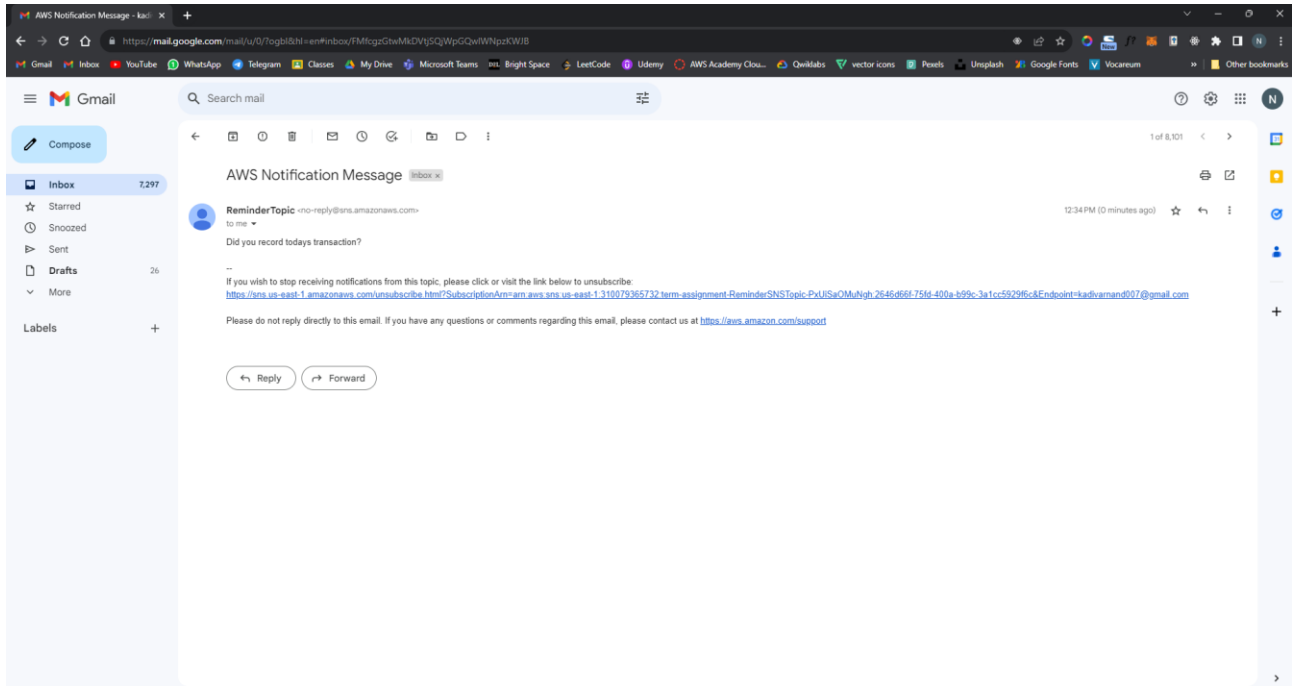 AWS Notification Message - kadi
https://mail.google.com/mail/u/0/?ogbl&hl=en#inbox/FMfcgzGtwMkDVtjSQjWpGQwlWNpzKWJB
New
N
Gmail Inbox YouTube WhatsApp Telegram Classes My Drive Microsoft Teams Bright Space LeetCode Udemy AWS Academy Clou... Qwiklabs vector icons Pexels Unsplash Google Fonts Vocareum » Other bookmarks
Gmail
Search mail
N
Compose
1 of 8,101
Inbox 7,297
Starred
Snoozed
Sent
Drafts 26
More
Labels
AWS Notification Message Inbox x
ReminderTopic <no-reply@sns.amazonaws.com>
12:34 PM (0 minutes ago)
to me
Did you record todays transaction?
--
If you wish to stop receiving notifications from this topic, please click or visit the link below to unsubscribe:
https://sns.us-east-1.amazonaws.com/unsubscribe.html?SubscriptionArn=arn:aws:sns:us-east-1:310079365732:term-assignment-ReminderSNSTopic-PxUlSaOMuNgh:2646d66f-75fd-400a-b99c-3a1cc5929f6c&Endpoint=kadivarnand007@gmail.com
Please do not reply directly to this email. If you have any questions or comments regarding this email, please contact us at https://aws.amazon.com/support
Reply
Forward